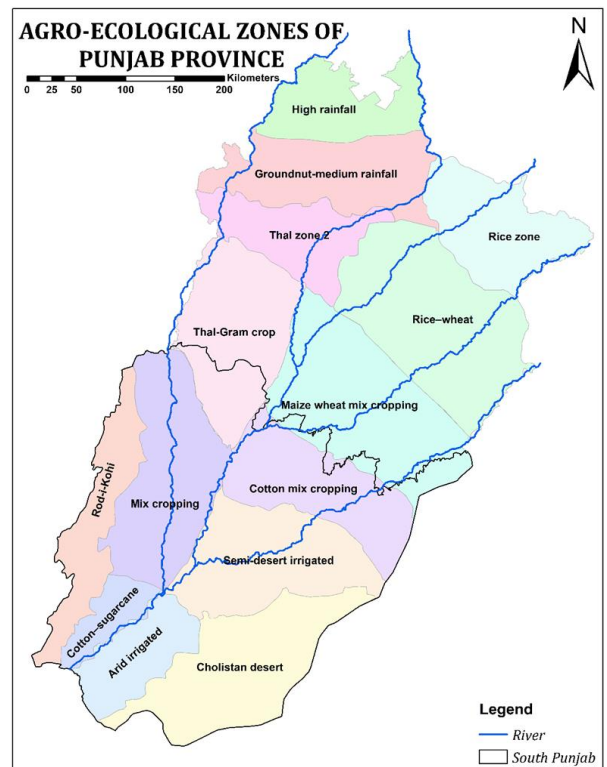 AGRO-ECOLOGICAL ZONES OF
PUNJAB PROVINCE
Kilometers
0 25 50 100 150 200
N
High rainfall
Groundnut-medium rainfall
Thal zone 2
Rice zone
Rice–wheat
Thal-Gram crop
Maize wheat mix cropping
Rod-i-Kohi
Mix cropping
Cotton mix cropping
Semi-desert irrigated
Cotton–sugarcane
Arid irrigated
Cholistan desert
Legend
River
South Punjab